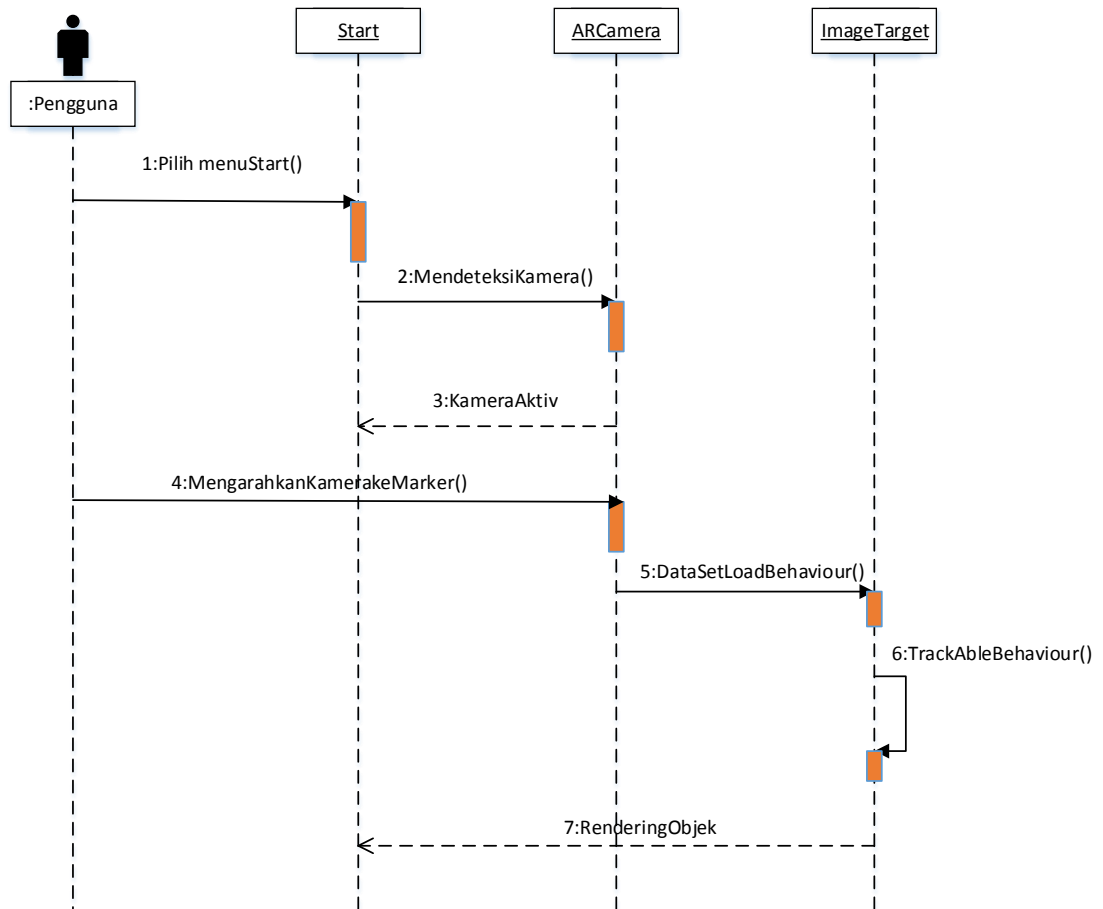 Start
ARCamera
ImageTarget
:Pengguna
1:Pilih menuStart()
2:MendeteksiKamera()
3:KameraAktiv
4:MengarahkanKamerakeMarker()
5:DataSetLoadBehaviour()
6:TrackAbleBehaviour()
7:RenderingObjek